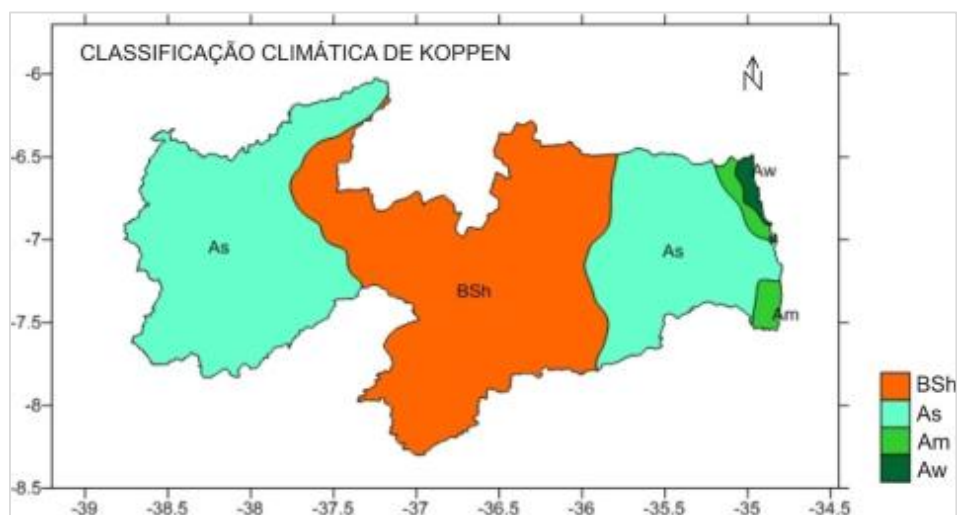 CLASSIFICAÇÃO CLIMÁTICA DE KOPPEN
N
-6
-6.5
Aw
-7
As
As
BSh
-7.5
Am
BSh
-8
As
Am
Aw
-8.5
-39
-38.5
-38
-37.5
-37
-36.5
-36
-35.5
-35
-34.5